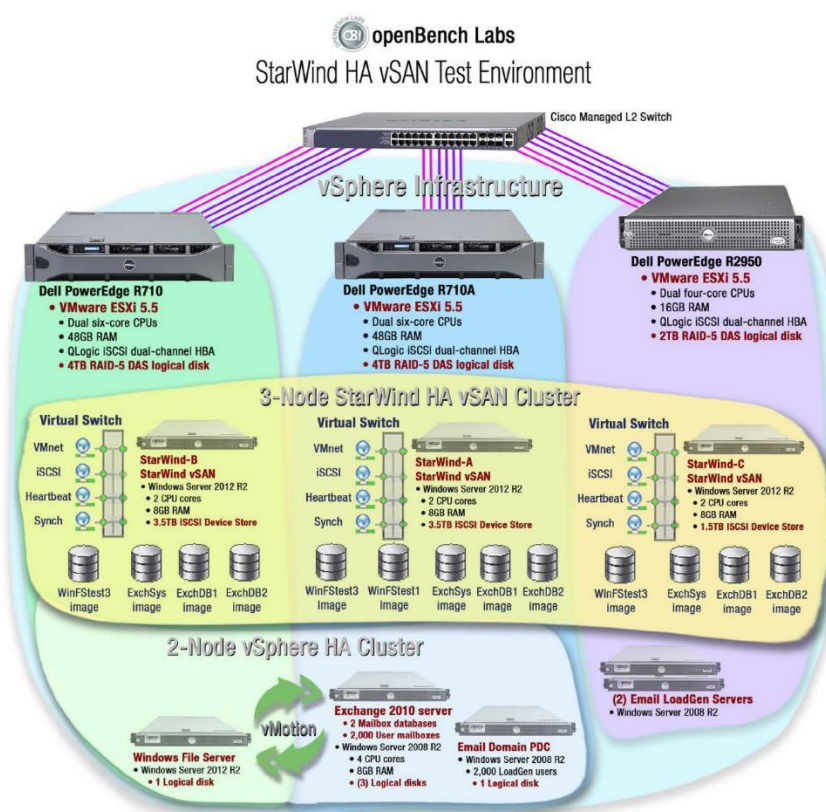 openBench Labs
StarWind HA vSAN Test Environment
Cisco Managed L2 Switch
vSphere Infrastructure
Dell PowerEdge R710
• VMware ESXi 5.5
• Dual six-core CPUs
• 48GB RAM
• QLogic iSCSI dual-channel HBA
• 4TB RAID-5 DAS logical disk
Dell PowerEdge R710A
• VMware ESXi 5.5
• Dual six-core CPUs
• 48GB RAM
• QLogic iSCSI dual-channel HBA
• 4TB RAID-5 DAS logical disk
Dell PowerEdge R2950
• VMware ESXi 5.5
• Dual four-core CPUs
• 16GB RAM
• QLogic iSCSI dual-channel HBA
• 2TB RAID-5 DAS logical disk
3-Node StarWind HA vSAN Cluster
Virtual Switch
VMnet
iSCSI
Heartbeat
Synch
StarWind-B
StarWind vSAN
• Windows Server 2012 R2
• 2 CPU cores
• 8GB RAM
• 3.5TB ISCSI Device Store
Virtual Switch
VMnet
iSCSI
Heartbeat
Synch
StarWind-A
StarWind vSAN
• Windows Server 2012 R2
• 2 CPU cores
• 8GB RAM
• 3.5TB ISCSI Device Store
Virtual Switch
VMnet
iSCSI
Heartbeat
Synch
StarWind-C
StarWind vSAN
• Windows Server 2012 R2
• 2 CPU cores
• 8GB RAM
• 1.5TB ISCSI Device Store
WinFStest3 image
ExchSys image
ExchDB1 image
ExchDB2 image
WinFStest3 image
WinFStest1 image
ExchSys image
ExchDB1 image
ExchDB2 image
WinFStest3 image
ExchSys image
ExchDB1 image
ExchDB2 image
2-Node vSphere HA Cluster
vMotion
Windows File Server
• Windows Server 2012 R2
• 1 Logical disk
Exchange 2010 server
• 2 Mailbox databases
• 2,000 User mailboxes
• Windows Server 2008 R2
• 4 CPU cores
• 8GB RAM
• (3) Logical disks
Email Domain PDC
• Windows Server 2008 R2
• 2,000 LoadGen users
• 1 Logical disk
(2) Email LoadGen Servers
• Windows Server 2008 R2